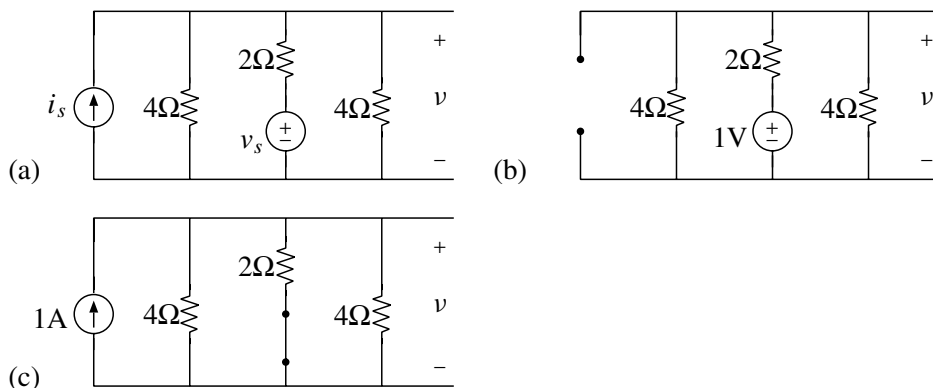 + +
2Ω 2Ω
i_s 4Ω 4Ω ν 4Ω 4Ω ν
v_s + − 1V + −
− −
(a) (b)
+
2Ω
1A 4Ω 4Ω ν
−
(c)